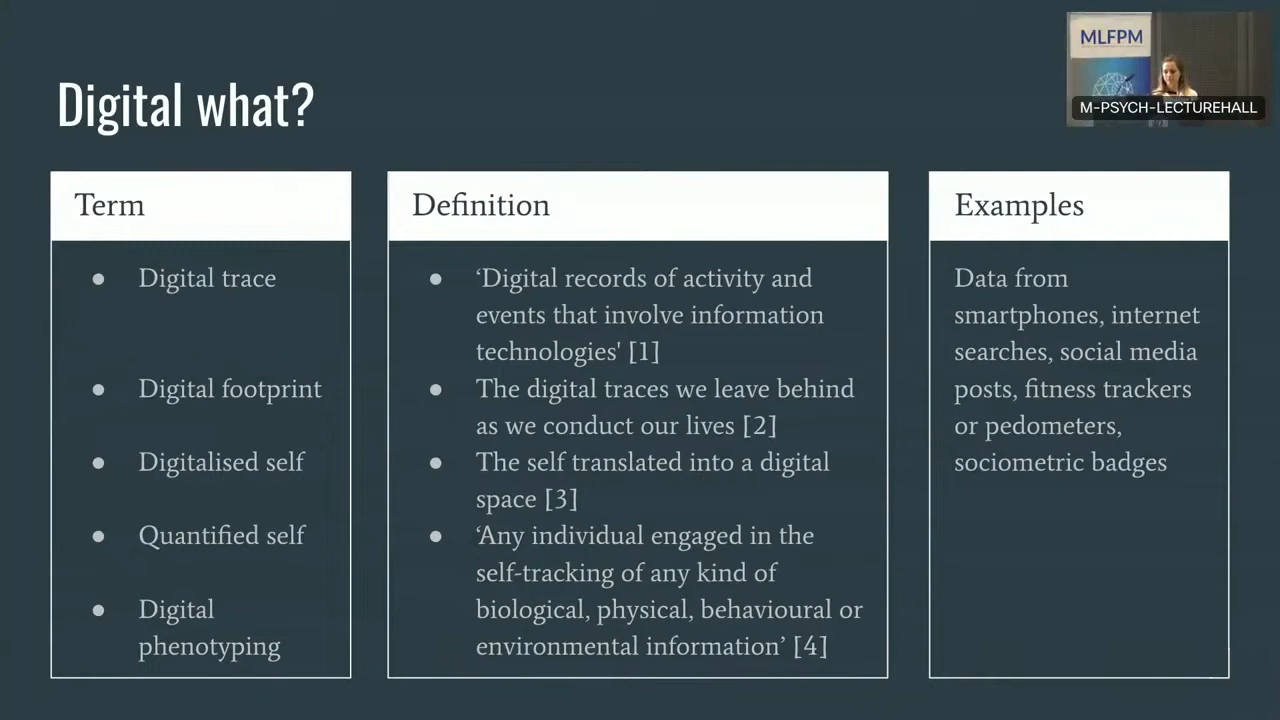 Digital what?
MLFPM
M-PSYCH-LECTUREHALL
Term
● Digital trace
● Digital footprint
● Digitalised self
● Quantified self
● Digital
phenotyping
Definition
● ‘Digital records of activity and
events that involve information
technologies' [1]
● The digital traces we leave behind
as we conduct our lives [2]
● The self translated into a digital
space [3]
● ‘Any individual engaged in the
self-tracking of any kind of
biological, physical, behavioural or
environmental information’ [4]
Examples
Data from
smartphones, internet
searches, social media
posts, fitness trackers
or pedometers,
sociometric badges